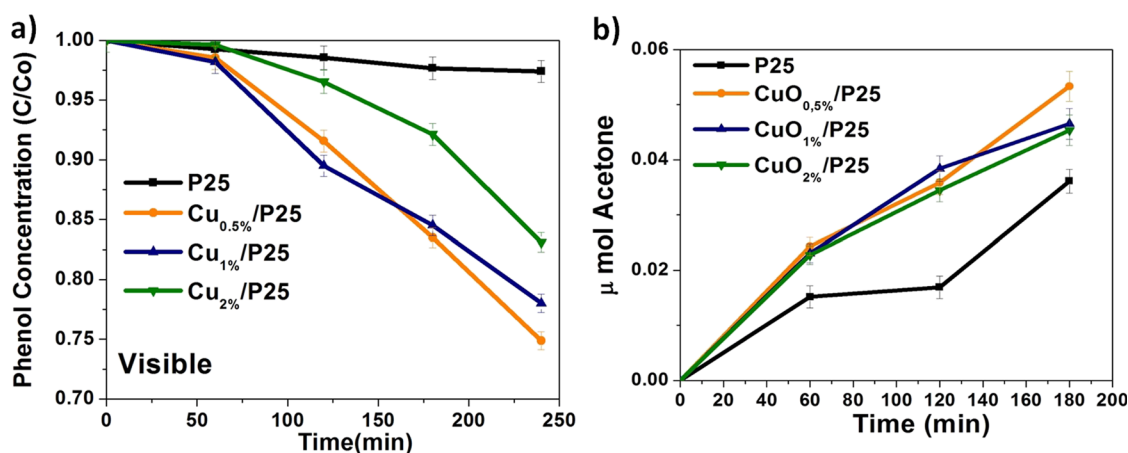 a)
Phenol Concentration (C/Co)
1.00
0.95
0.90
0.85
0.80
0.75
0.70
P25
Cu0.5%/P25
Cu1%/P25
Cu2%/P25
Visible
0 50 100 150 200 250
Time(min)
b)
μ mol Acetone
0.06
0.04
0.02
0.00
P25
CuO0,5%/P25
CuO1%/P25
CuO2%/P25
0 20 40 60 80 100 120 140 160 180 200
Time (min)